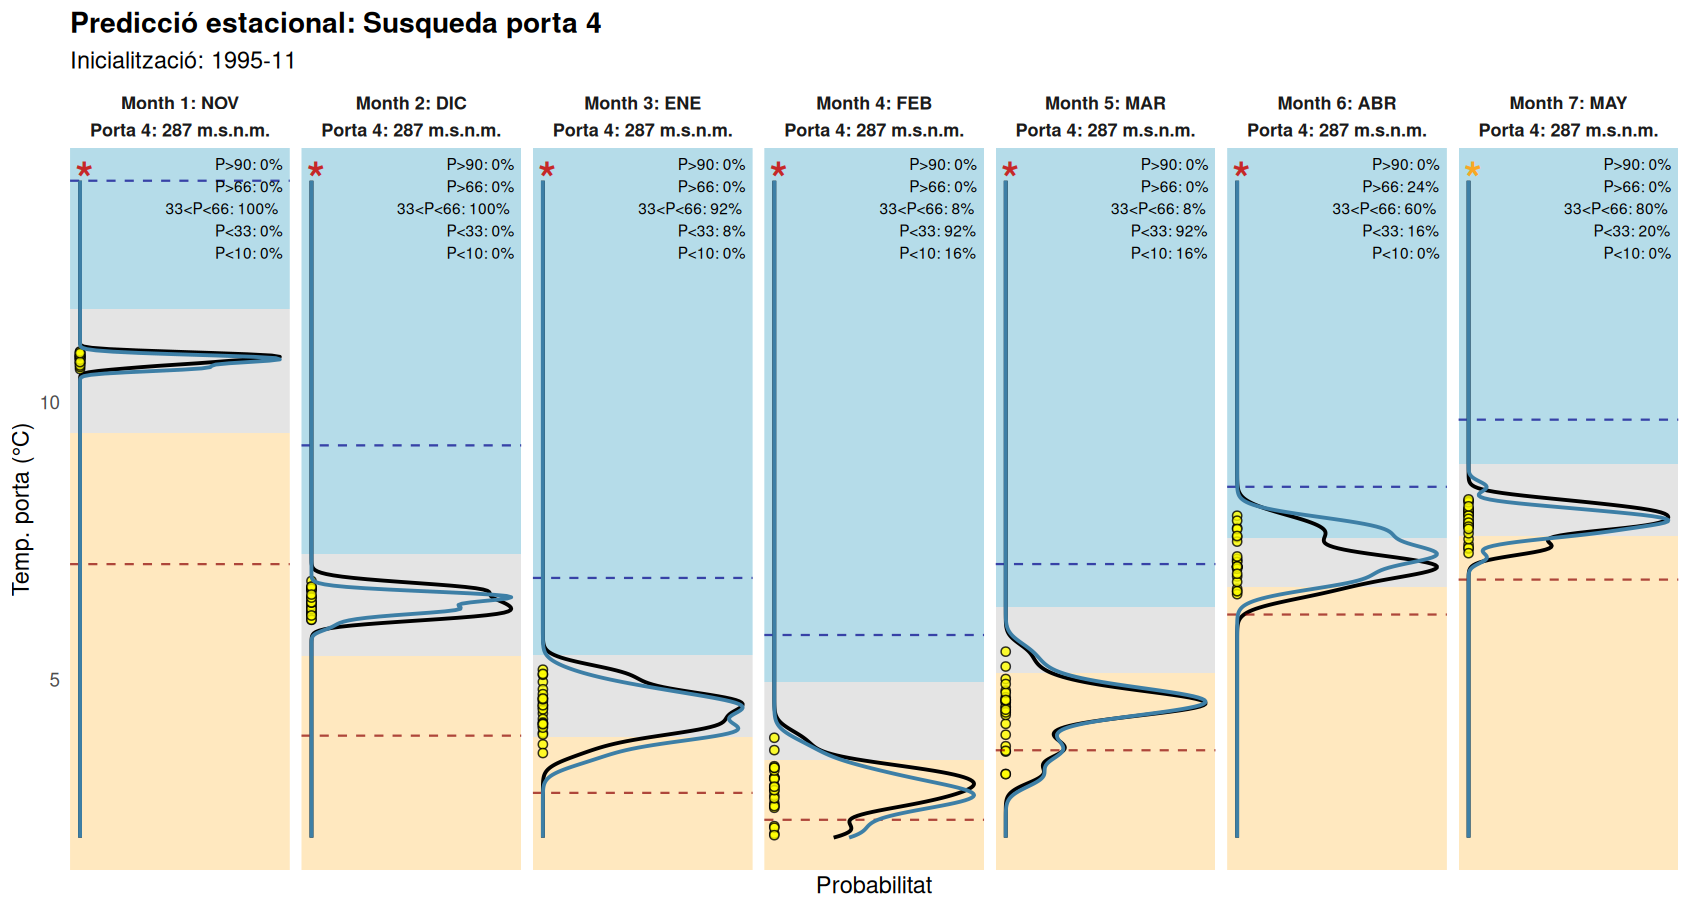 Predicció estacional: Susqueda porta 4
Inicialització: 1995-11
Month 1: NOV
Porta 4: 287 m.s.n.m.
Month 2: DIC
Porta 4: 287 m.s.n.m.
Month 3: ENE
Porta 4: 287 m.s.n.m.
Month 4: FEB
Porta 4: 287 m.s.n.m.
Month 5: MAR
Porta 4: 287 m.s.n.m.
Month 6: ABR
Porta 4: 287 m.s.n.m.
Month 7: MAY
Porta 4: 287 m.s.n.m.
*
P>90: 0%
P>66: 0%
33<P<66: 100%
P<33: 0%
P<10: 0%
*
P>90: 0%
P>66: 0%
33<P<66: 100%
P<33: 0%
P<10: 0%
*
P>90: 0%
P>66: 0%
33<P<66: 92%
P<33: 8%
P<10: 0%
*
P>90: 0%
P>66: 0%
33<P<66: 8%
P<33: 92%
P<10: 16%
*
P>90: 0%
P>66: 0%
33<P<66: 8%
P<33: 92%
P<10: 16%
*
P>90: 0%
P>66: 24%
33<P<66: 60%
P<33: 16%
P<10: 0%
*
P>90: 0%
P>66: 0%
33<P<66: 80%
P<33: 20%
P<10: 0%
10
5
Temp. porta (°C)
Probabilitat